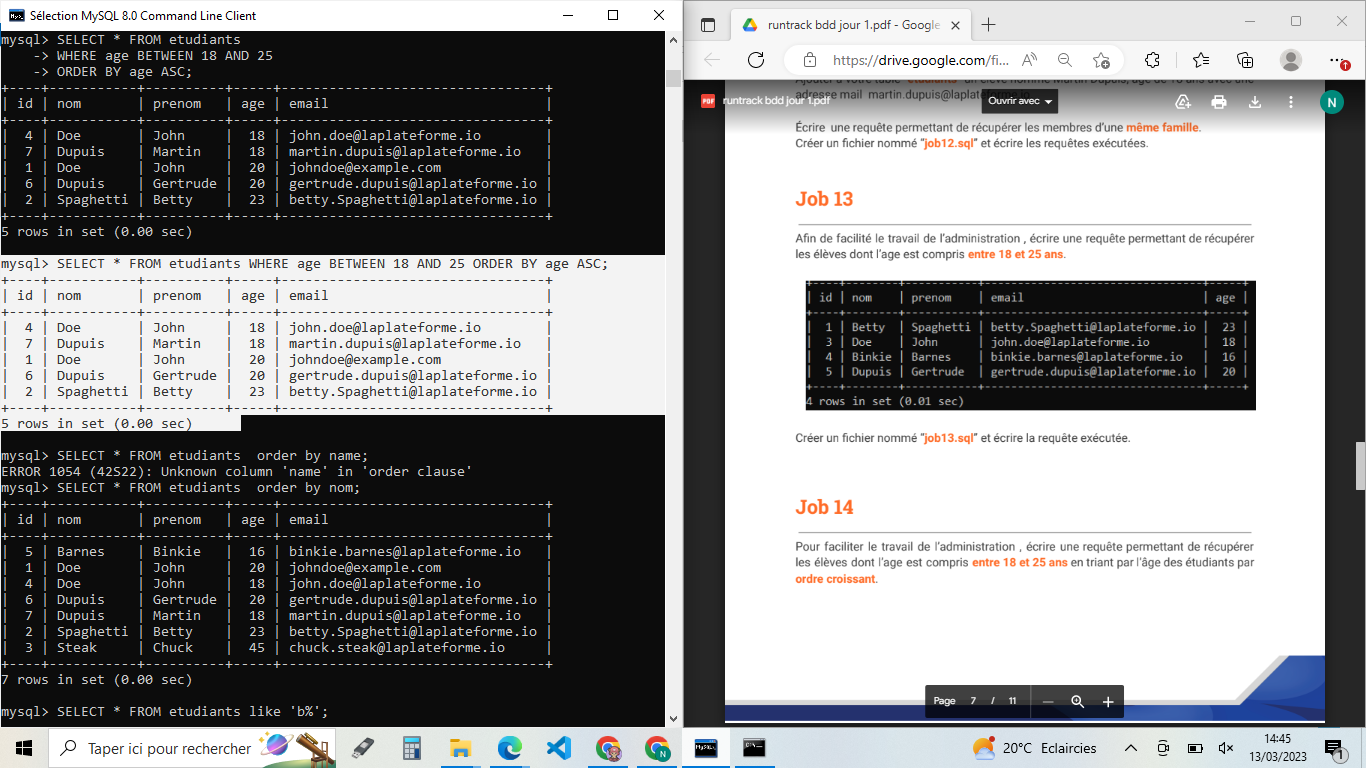 Sélection MySQL 8.0 Command Line Client
mysql> SELECT * FROM etudiants
    -> WHERE age BETWEEN 18 AND 25
    -> ORDER BY age ASC;
+----+-----------+----------+-----+--------------------------------+
| id | nom       | prenom   | age | email                          |
+----+-----------+----------+-----+--------------------------------+
|  4 | Doe       | John     |  18 | john.doe@laplateforme.io       |
|  7 | Dupuis    | Martin   |  18 | martin.dupuis@laplateforme.io  |
|  1 | Doe       | John     |  20 | johndoe@example.com            |
|  6 | Dupuis    | Gertrude |  20 | gertrude.dupuis@laplateforme.io |
|  2 | Spaghetti | Betty    |  23 | betty.Spaghetti@laplateforme.io |
+----+-----------+----------+-----+--------------------------------+
5 rows in set (0.00 sec)
mysql> SELECT * FROM etudiants WHERE age BETWEEN 18 AND 25 ORDER BY age ASC;
+----+-----------+----------+-----+--------------------------------+
| id | nom       | prenom   | age | email                          |
+----+-----------+----------+-----+--------------------------------+
|  4 | Doe       | John     |  18 | john.doe@laplateforme.io       |
|  7 | Dupuis    | Martin   |  18 | martin.dupuis@laplateforme.io  |
|  1 | Doe       | John     |  20 | johndoe@example.com            |
|  6 | Dupuis    | Gertrude |  20 | gertrude.dupuis@laplateforme.io |
|  2 | Spaghetti | Betty    |  23 | betty.Spaghetti@laplateforme.io |
+----+-----------+----------+-----+--------------------------------+
5 rows in set (0.00 sec)
mysql> SELECT * FROM etudiants  order by name;
ERROR 1054 (42S22): Unknown column 'name' in 'order clause'
mysql> SELECT * FROM etudiants  order by nom;
+----+-----------+----------+-----+--------------------------------+
| id | nom       | prenom   | age | email                          |
+----+-----------+----------+-----+--------------------------------+
|  5 | Barnes    | Binkie   |  16 | binkie.barnes@laplateforme.io  |
|  1 | Doe       | John     |  20 | johndoe@example.com            |
|  4 | Doe       | John     |  18 | john.doe@laplateforme.io       |
|  6 | Dupuis    | Gertrude |  20 | gertrude.dupuis@laplateforme.io |
|  7 | Dupuis    | Martin   |  18 | martin.dupuis@laplateforme.io  |
|  2 | Spaghetti | Betty    |  23 | betty.Spaghetti@laplateforme.io |
|  3 | Steak     | Chuck    |  45 | chuck.steak@laplateforme.io    |
+----+-----------+----------+-----+--------------------------------+
7 rows in set (0.00 sec)
mysql> SELECT * FROM etudiants like 'b%';
runtrack bdd jour 1.pdf - Google
https://drive.google.com/fi...
adresse mail martin.dupuis@laplateforme.io
PDF runtrack bdd jour 1.pdf
Ouvrir avec
N
Écrire une requête permettant de récupérer les membres d'une même famille.
Créer un fichier nommé "job12.sql" et écrire les requêtes exécutées.
Job 13
Afin de facilité le travail de l'administration , écrire une requête permettant de récupérer
les élèves dont l'age est compris entre 18 et 25 ans.
| id | nom    | prenom    | email                           | age |
|  1 | Betty  | Spaghetti | betty.Spaghetti@laplateforme.io |  23 |
|  3 | Doe    | John      | john.doe@laplateforme.io        |  18 |
|  4 | Binkie | Barnes    | binkie.barnes@laplateforme.io   |  16 |
|  5 | Dupuis | Gertrude  | gertrude.dupuis@laplateforme.io |  20 |
4 rows in set (0.01 sec)
Créer un fichier nommé "job13.sql" et écrire la requête exécutée.
Job 14
Pour faciliter le travail de l'administration , écrire une requête permettant de récupérer
les élèves dont l'age est compris entre 18 et 25 ans en triant par l'âge des étudiants par
ordre croissant.
Page 7 / 11
Taper ici pour rechercher
20°C Eclaircies
14:45
13/03/2023
1